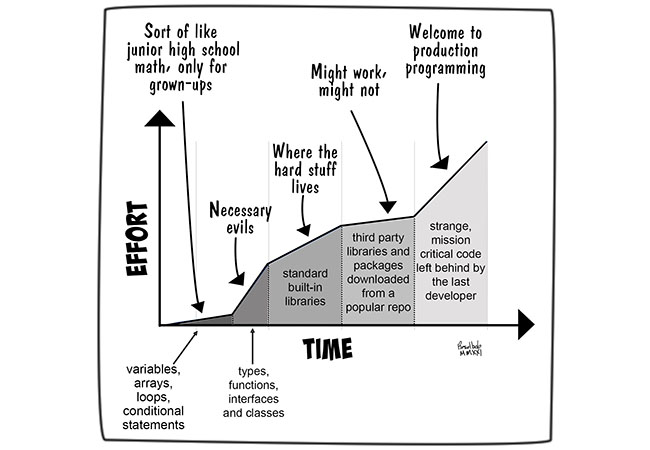 Sort of like
junior high school
math, only for
grown-ups
Welcome to
production
programming
Might work,
might not
Where the
hard stuff
lives
Necessary
evils
EFFORT
standard
built-in
libraries
third party
libraries and
packages
downloaded
from a
popular repo
strange,
mission
critical code
left behind by
the last
developer
TIME
MMXXI
variables,
arrays,
loops,
conditional
statements
types,
functions,
interfaces
and classes